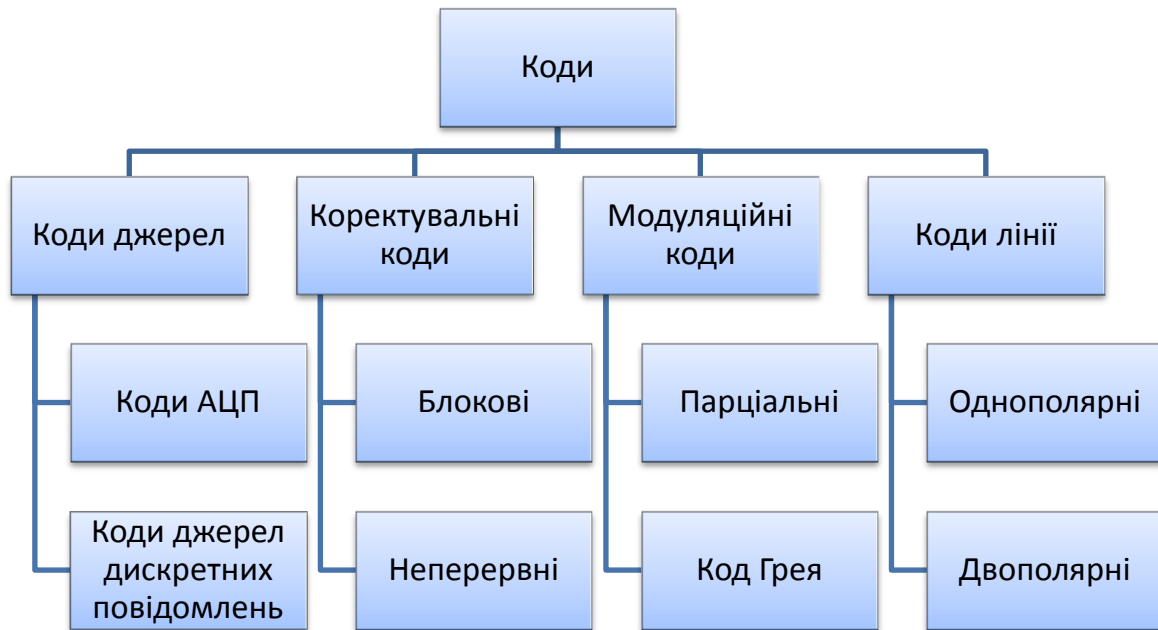 Коди
Коди джерел
Коректувальні
коди
Модуляційні
коди
Коди лінії
Коди АЦП
Блокові
Парціальні
Однополярні
Коди джерел
дискретних
повідомлень
Неперервні
Код Грея
Двополярні